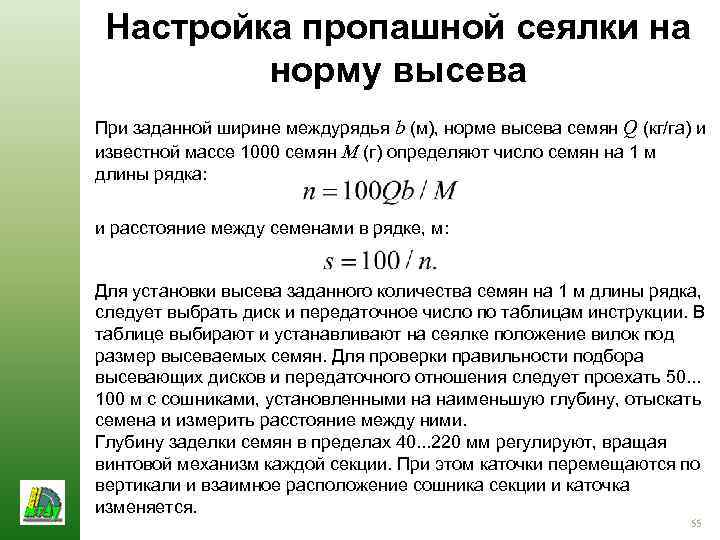 Настройка пропашной сеялки на
норму высева
При заданной ширине междурядья b (м), норме высева семян Q (кг/га) и
известной массе 1000 семян M (г) определяют число семян на 1 м
длины рядка:
n = 100Qb / M
и расстояние между семенами в рядке, м:
s = 100 / n.
Для установки высева заданного количества семян на 1 м длины рядка,
следует выбрать диск и передаточное число по таблицам инструкции. В
таблице выбирают и устанавливают на сеялке положение вилок под
размер высеваемых семян. Для проверки правильности подбора
высевающих дисков и передаточного отношения следует проехать 50...
100 м с сошниками, установленными на наименьшую глубину, отыскать
семена и измерить расстояние между ними.
Глубину заделки семян в пределах 40...220 мм регулируют, вращая
винтовой механизм каждой секции. При этом каточки перемещаются по
вертикали и взаимное расположение сошника секции и каточка
изменяется.
55